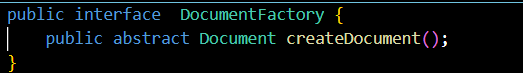 public interface  DocumentFactory {
    public abstract Document createDocument();
}